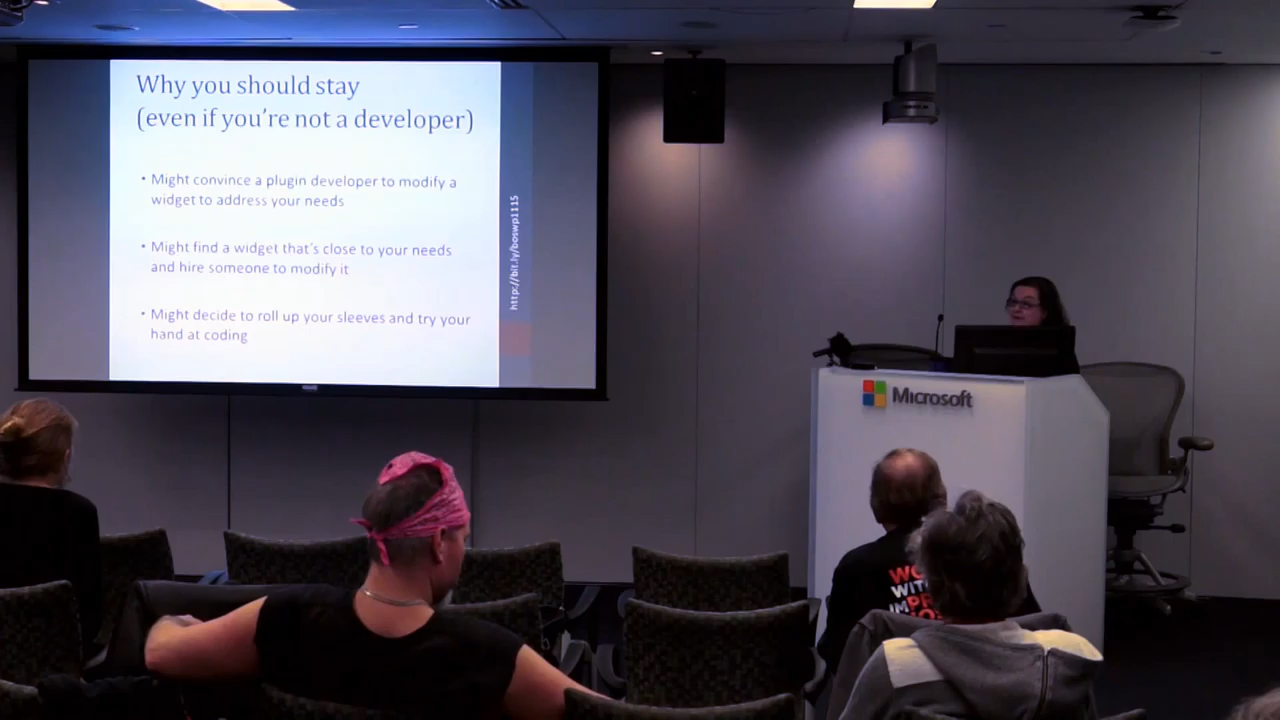 Why you should stay
(even if you're not a developer)
• Might convince a plugin developer to modify a
widget to address your needs
• Might find a widget that's close to your needs
and hire someone to modify it
• Might decide to roll up your sleeves and try your
hand at coding
http://bit.ly/boswp1115
Microsoft
WITH